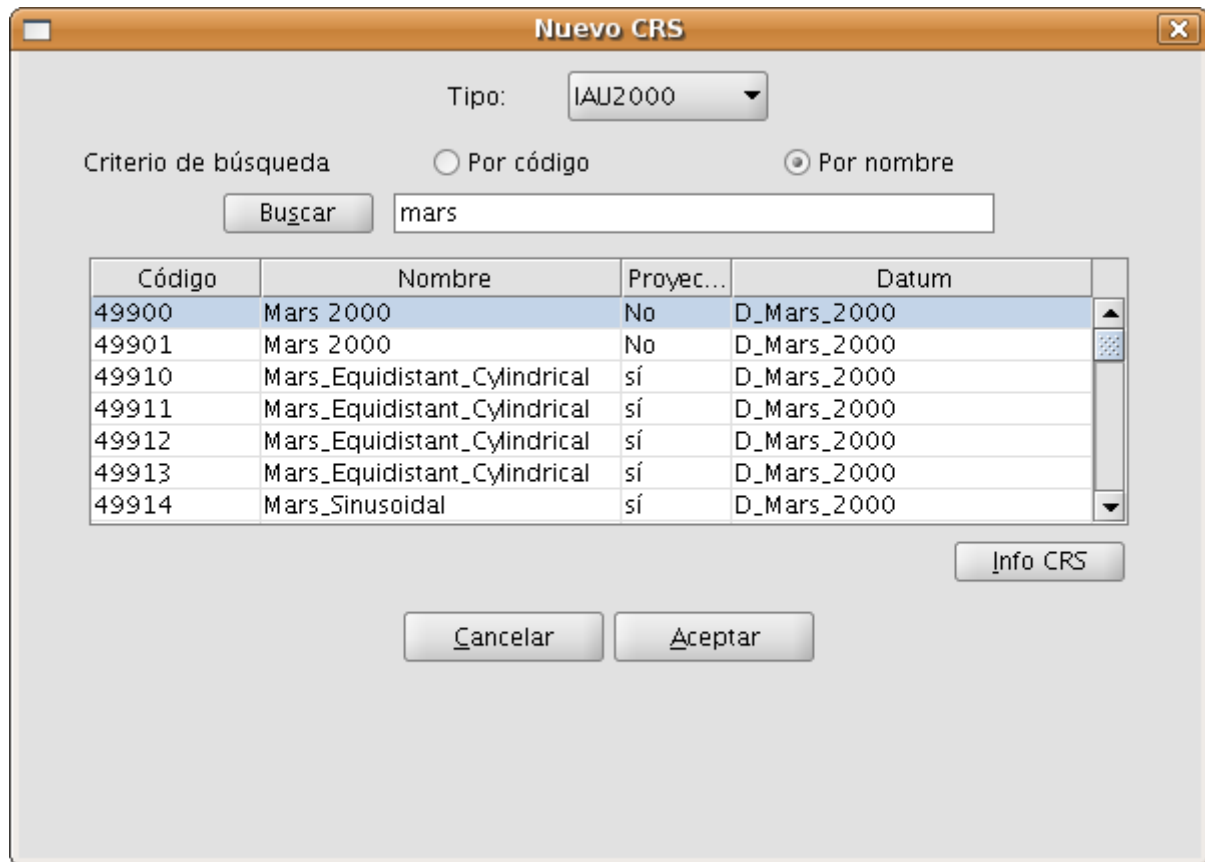 Nuevo CRS
Tipo: IAU2000
Criterio de búsqueda Por código Por nombre
Buscar mars
Código Nombre Proyec... Datum
49900 Mars 2000 No D_Mars_2000
49901 Mars 2000 No D_Mars_2000
49910 Mars_Equidistant_Cylindrical sí D_Mars_2000
49911 Mars_Equidistant_Cylindrical sí D_Mars_2000
49912 Mars_Equidistant_Cylindrical sí D_Mars_2000
49913 Mars_Equidistant_Cylindrical sí D_Mars_2000
49914 Mars_Sinusoidal sí D_Mars_2000
Info CRS
Cancelar Aceptar